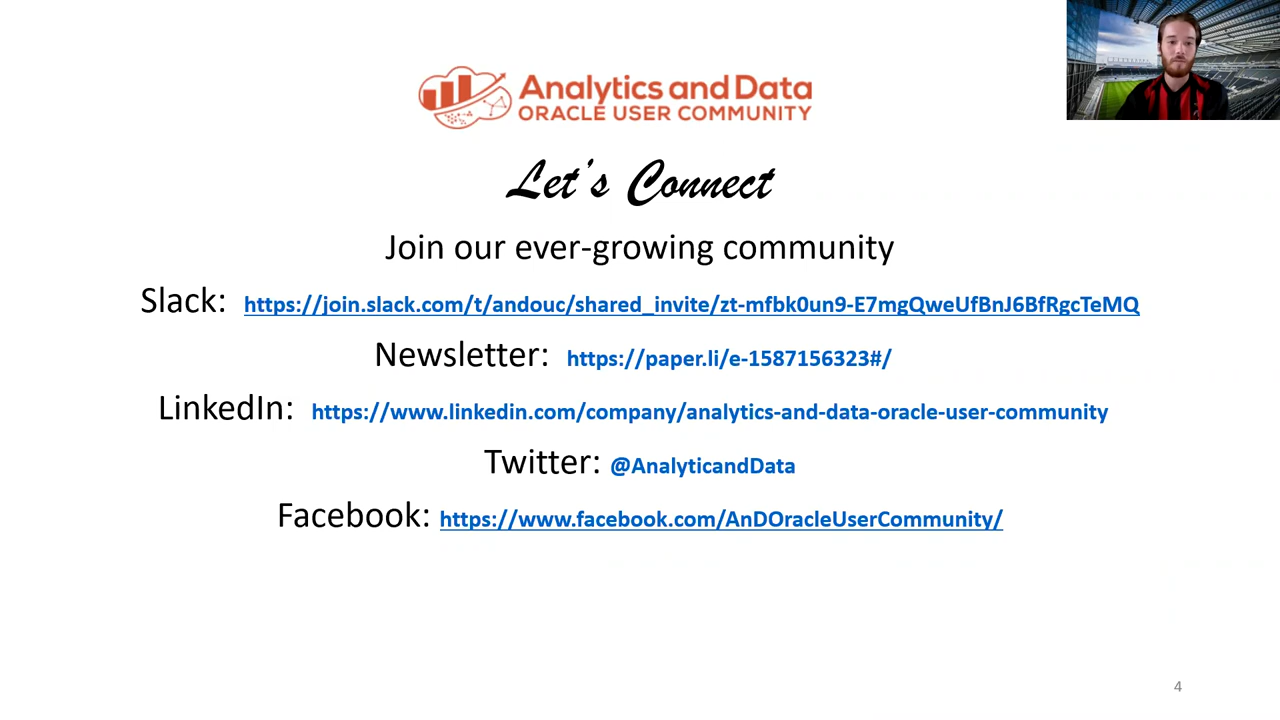 Analytics and Data
ORACLE USER COMMUNITY
Let's Connect
Join our ever-growing community
Slack: https://join.slack.com/t/andouc/shared_invite/zt-mfbk0un9-E7mgQweUfBnJ6BfRgcTeMQ
Newsletter: https://paper.li/e-1587156323#/
LinkedIn: https://www.linkedin.com/company/analytics-and-data-oracle-user-community
Twitter: @AnalyticandData
Facebook: https://www.facebook.com/AnDOracleUserCommunity/
4